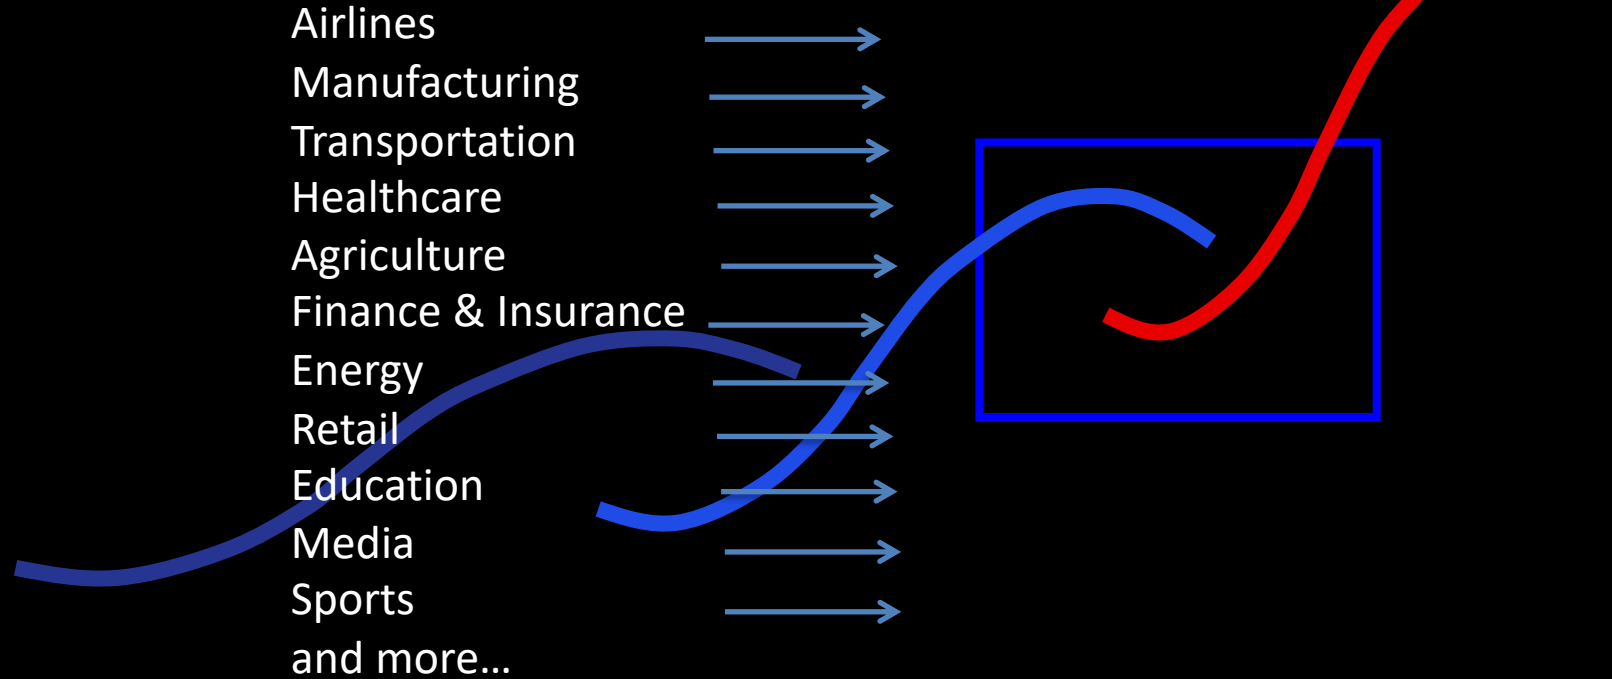 Airlines
Manufacturing
Transportation
Healthcare
Agriculture
Finance & Insurance
Energy
Retail
Education
Media
Sports
and more…